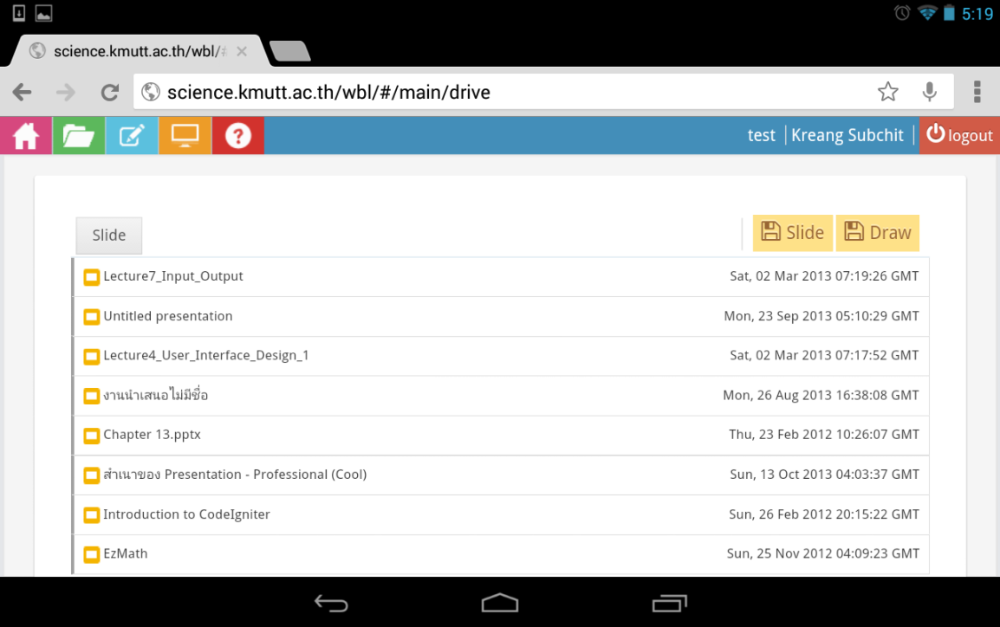 5:19
science.kmutt.ac.th/wbl/#
science.kmutt.ac.th/wbl/#/main/drive
test Kreang Subchit logout
Slide Slide Draw
Lecture7_Input_Output Sat, 02 Mar 2013 07:19:26 GMT
Untitled presentation Mon, 23 Sep 2013 05:10:29 GMT
Lecture4_User_Interface_Design_1 Sat, 02 Mar 2013 07:17:52 GMT
งานนำเสนอไม่มีชื่อ Mon, 26 Aug 2013 16:38:08 GMT
Chapter 13.pptx Thu, 23 Feb 2012 10:26:07 GMT
สำเนาของ Presentation - Professional (Cool) Sun, 13 Oct 2013 04:03:37 GMT
Introduction to CodeIgniter Sun, 26 Feb 2012 20:15:22 GMT
EzMath Sun, 25 Nov 2012 04:09:23 GMT